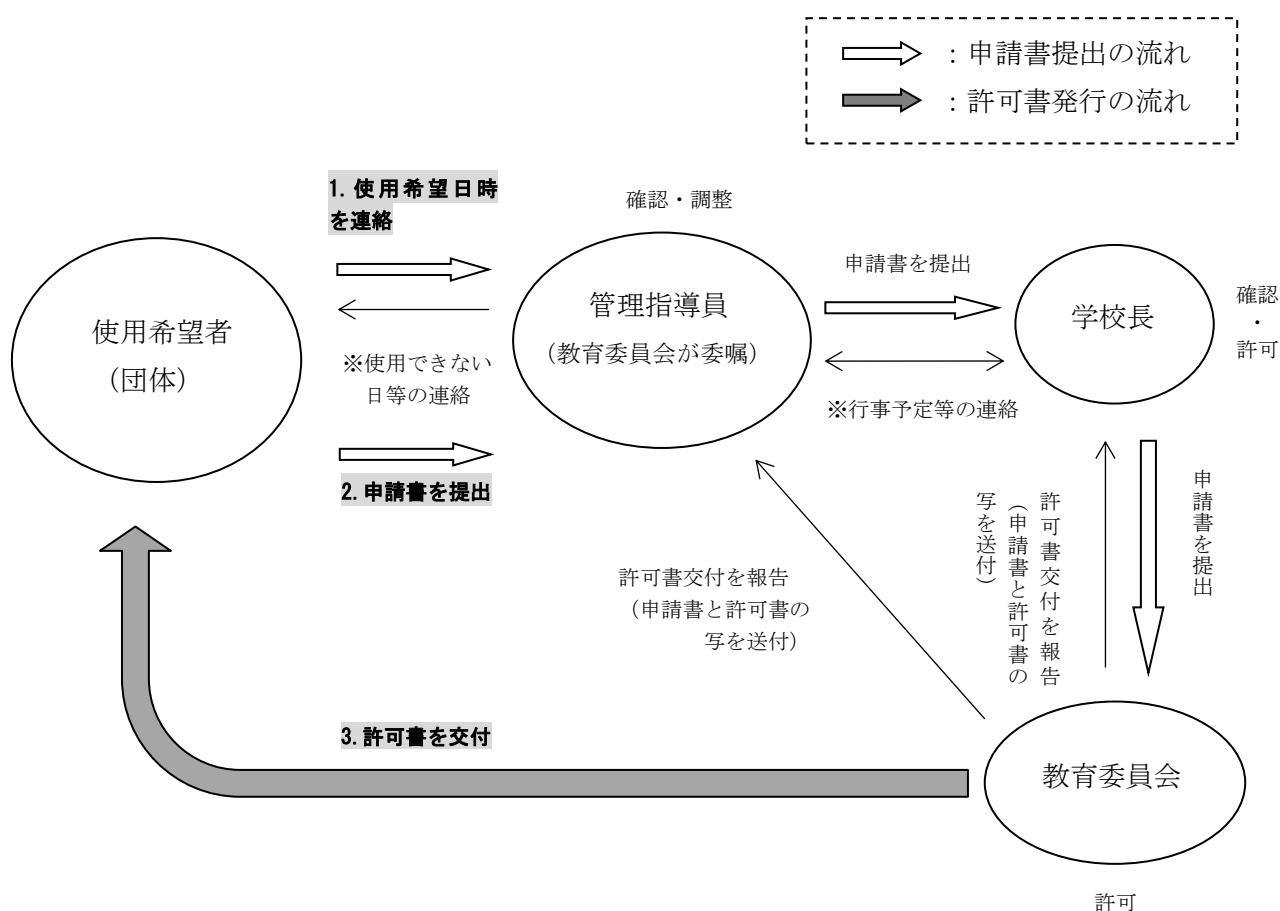 ：申請書提出の流れ
：許可書発行の流れ
1. 使用希望日時
を連絡
確認・調整
申請書を提出
使用希望者
（団体）
管理指導員
（教育委員会が委嘱）
学校長
確認
・
許可
※使用できない
日等の連絡
※行事予定等の連絡
2. 申請書を提出
許可書交付を報告
（申請書と許可書の
写を送付）
許可書交付を報告
（申請書と許可書の
写を送付）
申請書を提出
3. 許可書を交付
教育委員会
許可